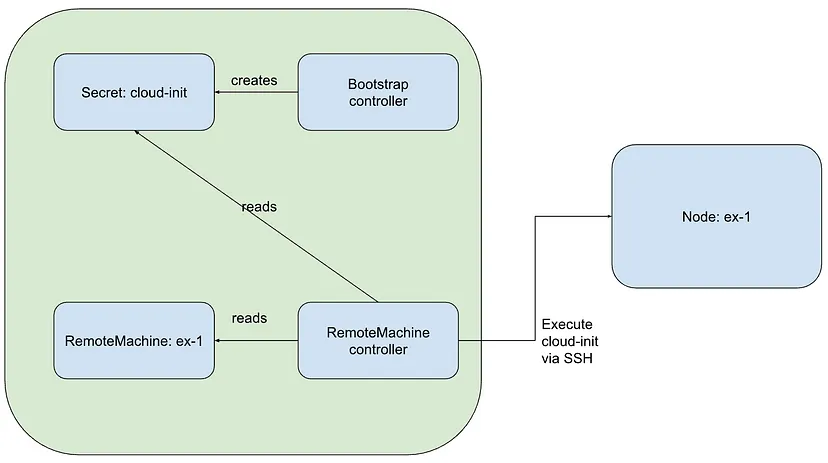 Secret: cloud-init
creates
Bootstrap
controller
reads
Node: ex-1
RemoteMachine: ex-1
reads
RemoteMachine
controller
Execute
cloud-init
via SSH